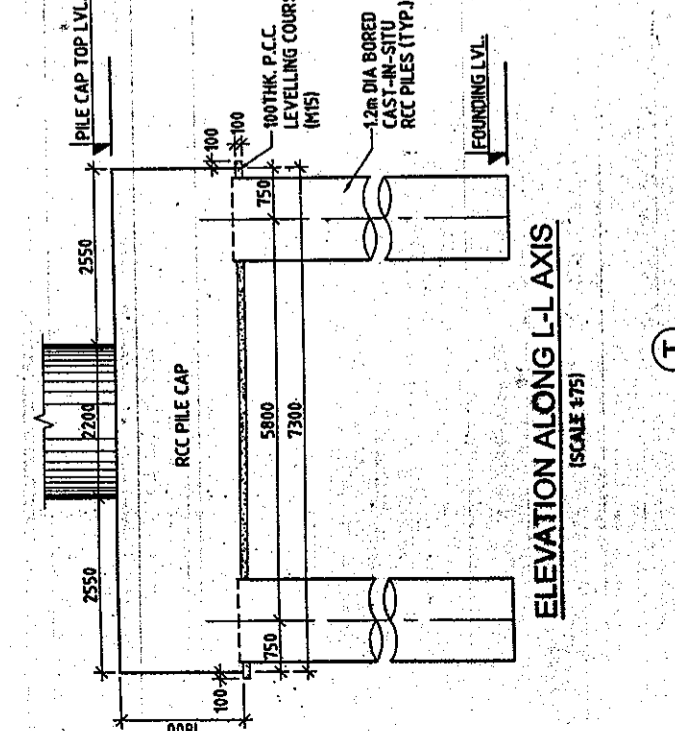 PILE CAP TOP LVL.
2550
2200
2550
RCC PILE CAP
100
100
100THK. P.C.C.
LEVELLING COURS
(M15)
750
5800
750
7300
100
1.2m DIA BORED
CAST-IN-SITU
RCC PILES (TYP.)
FOUNDING LVL.
ELEVATION ALONG L-L AXIS
(SCALE 1:75)
T